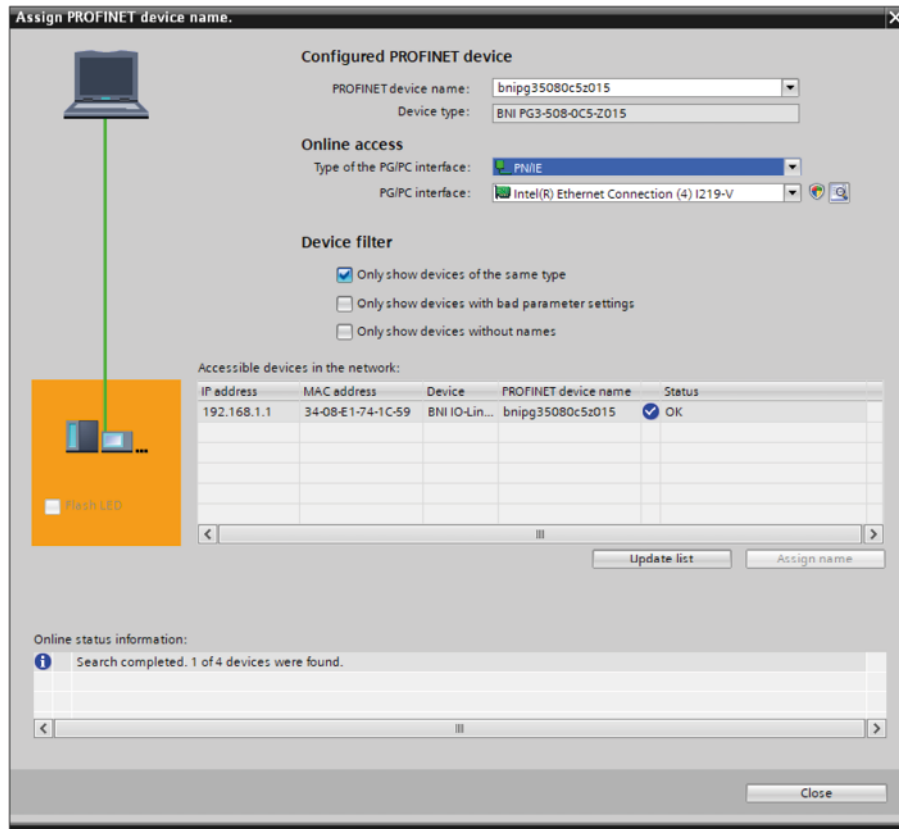 Assign PROFINET device name.
Configured PROFINET device
PROFINET device name: bnipg35080c5z015
Device type: BNI PG3-508-0C5-Z015
Online access
Type of the PG/PC interface: PN/IE
PG/PC interface: Intel(R) Ethernet Connection (4) I219-V
Device filter
Only show devices of the same type
Only show devices with bad parameter settings
Only show devices without names
Accessible devices in the network:
IP address MAC address Device PROFINET device name Status
192.168.1.1 34-08-E1-74-1C-59 BNI IO-Lin... bnipg35080c5z015 OK
Flash LED
Update list Assign name
Online status information:
Search completed. 1 of 4 devices were found.
Close